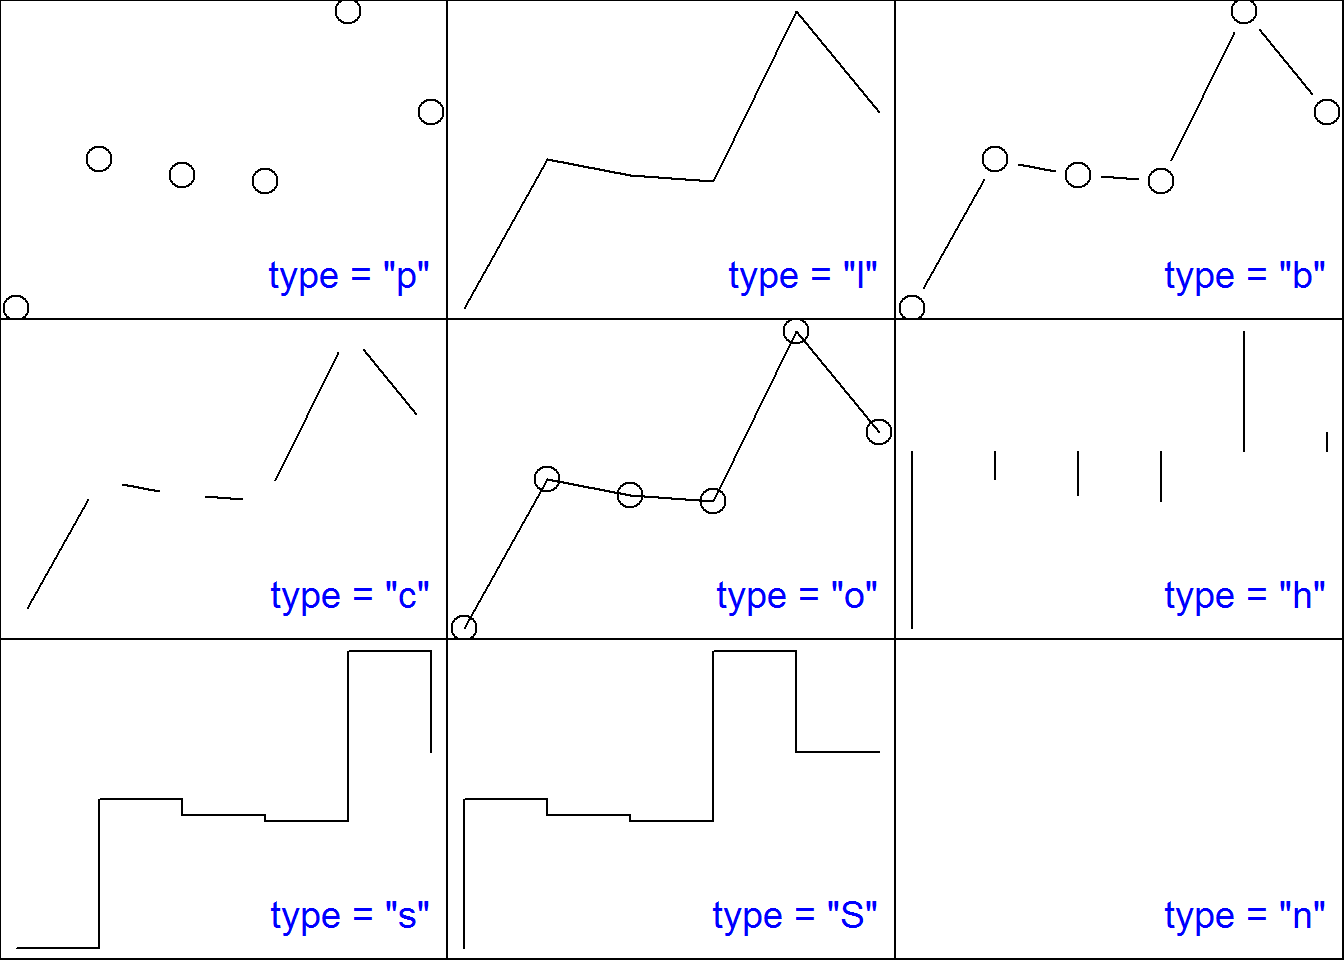 type = "p"
type = "l"
type = "b"
type = "c"
type = "o"
type = "h"
type = "s"
type = "S"
type = "n"